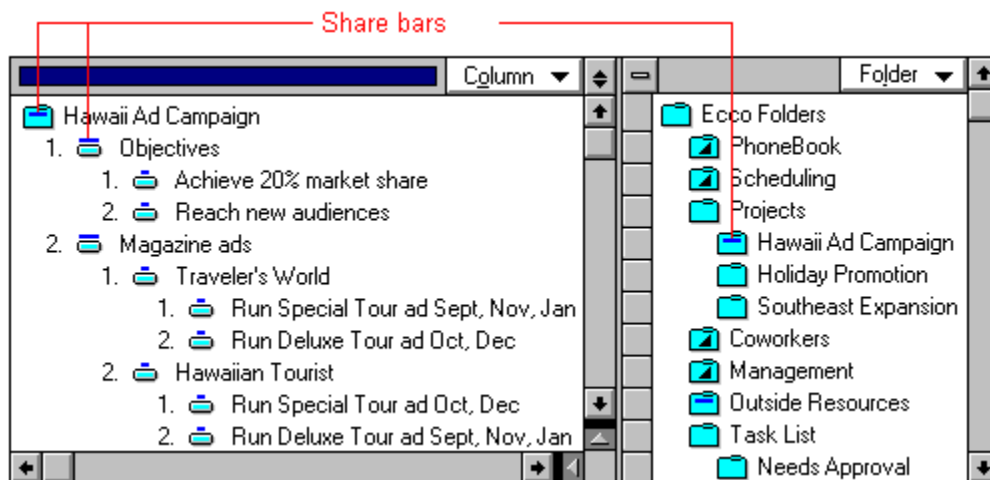 Share bars
Column
Hawaii Ad Campaign
1. Objectives
1. Achieve 20% market share
2. Reach new audiences
2. Magazine ads
1. Traveler's World
1. Run Special Tour ad Sept, Nov, Jan
2. Run Deluxe Tour ad Oct, Dec
2. Hawaiian Tourist
1. Run Special Tour ad Oct, Dec
2. Run Deluxe Tour ad Sept, Nov, Jan
Folder
Ecco Folders
PhoneBook
Scheduling
Projects
Hawaii Ad Campaign
Holiday Promotion
Southeast Expansion
Coworkers
Management
Outside Resources
Task List
Needs Approval